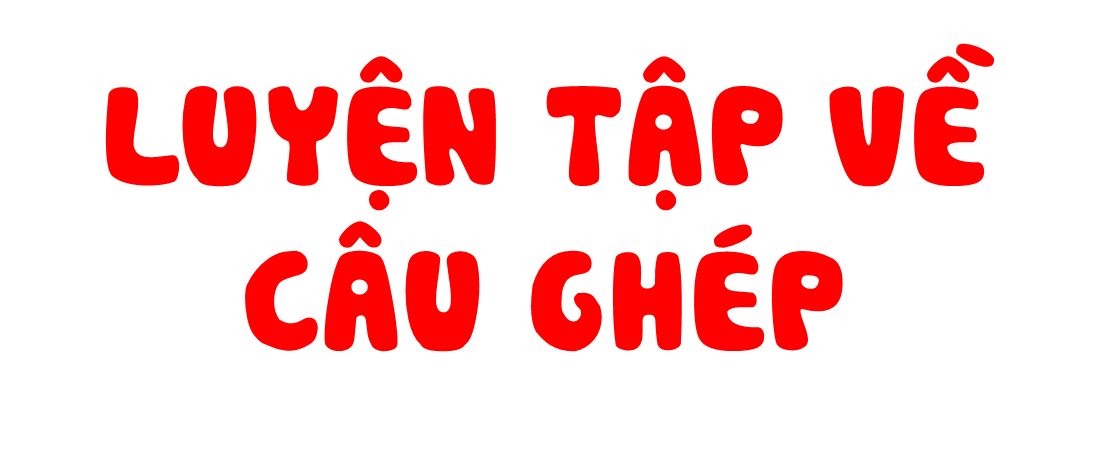 LUYỆN TẬP VỀ
CÂU GHÉP